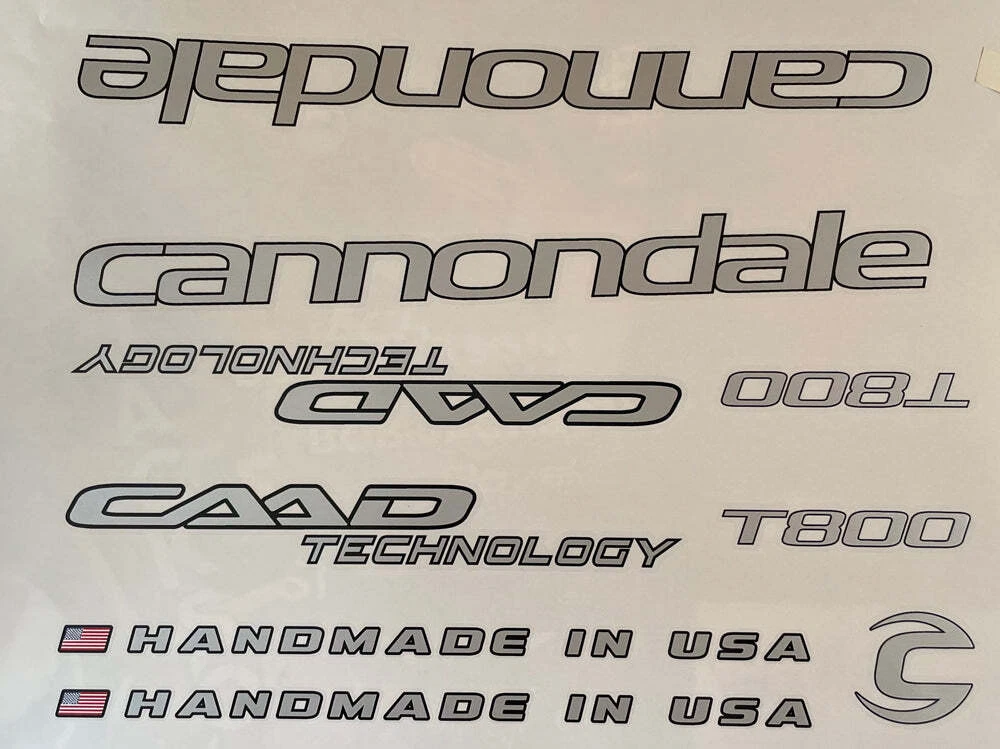 cannondale
cannondale
TECHNOLOGY
CAAD
T800
CAAD
TECHNOLOGY
T800
HANDMADE IN USA
HANDMADE IN USA